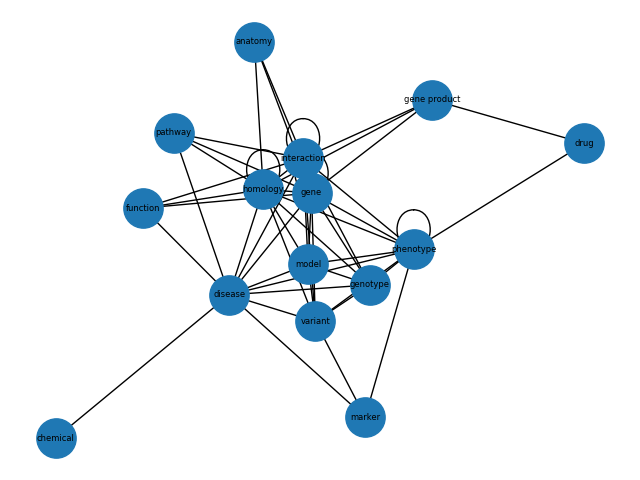 anatomy
gene product
pathway
drug
interaction
homology
gene
function
phenotype
model
genotype
disease
variant
marker
chemical